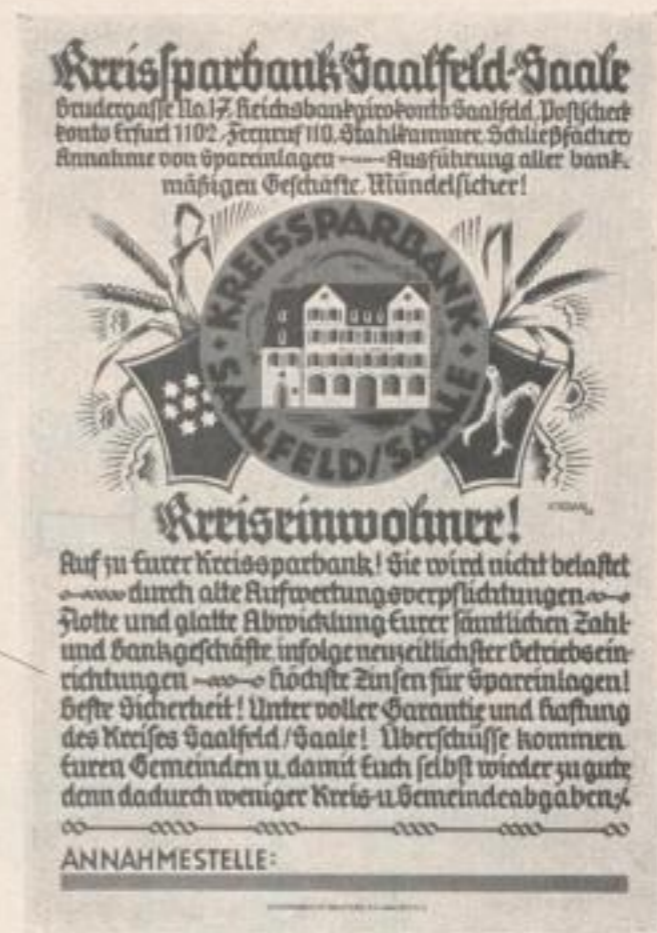 Kreissparbank Saalfeld-Saale
Brudergasse No.17, Reichsbankgirokonto Saalfeld, Postscheck
konto Erfurt 1102 Fernruf 110, Stahlkammer, Schließfächer
Annahme von Spareinlagen Ausführung aller bank-
mäßigen Geschäfte. Mündelsicher!
KREISSPARBANK
SAALFELD/SAALE
Kreiseinwohner!
Auf zu Eurer Kreissparbank! Sie wird nicht belastet
durch alte Aufwertungsverpflichtungen
Flotte und glatte Abwicklung Eurer sämtlichen Zahl-
und Bankgeschäfte infolge neuzeitlichster Betriebsein-
richtungen Höchste Zinsen für Spareinlagen!
Beste Sicherheit! Unter voller Garantie und Haftung
des Kreises Saalfeld/Saale! Überschüsse kommen
Euren Gemeinden u. damit Euch selbst wieder zu gute
denn dadurch weniger Kreis- u. Gemeindeabgaben
ANNAHMESTELLE: